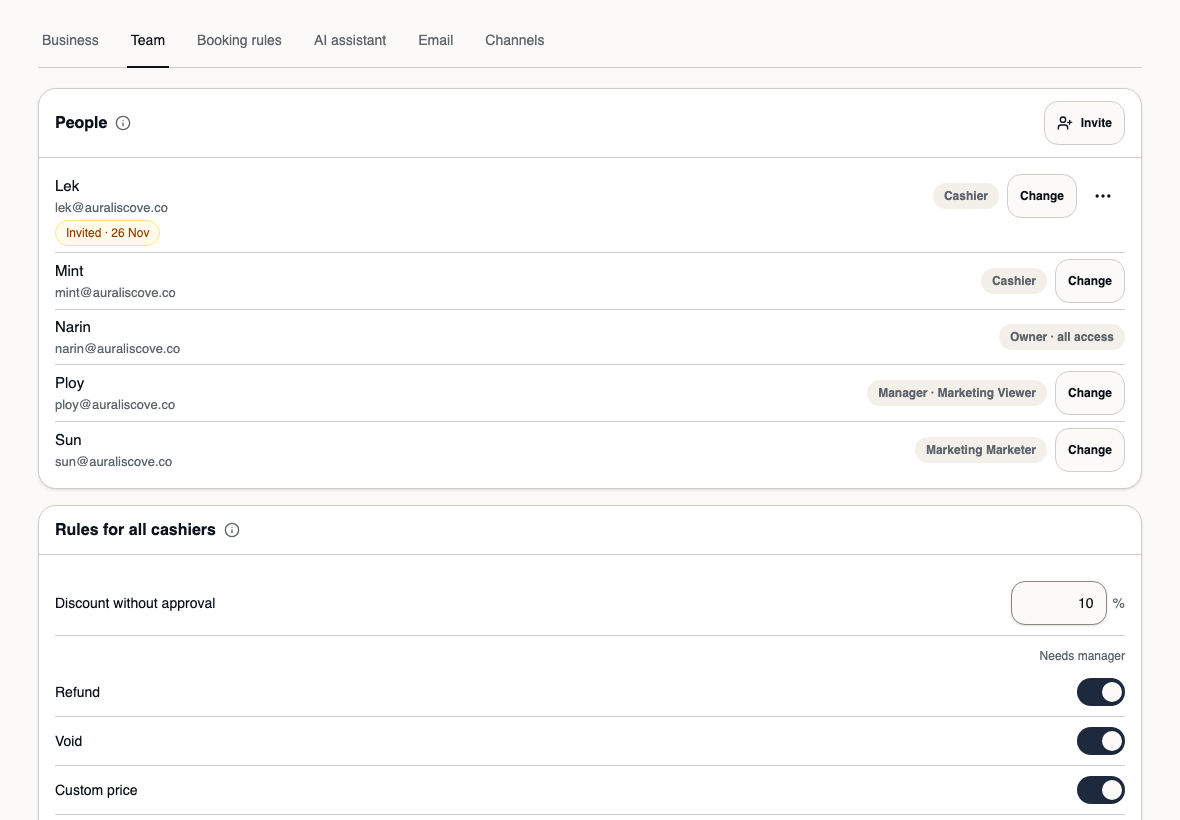 Business Team Booking rules AI assistant Email Channels
People Invite
Lek
lek@auraliscove.co
Cashier Change
Invited · 26 Nov
Mint
mint@auraliscove.co
Cashier Change
Narin
narin@auraliscove.co
Owner · all access
Ploy
ploy@auraliscove.co
Manager · Marketing Viewer Change
Sun
sun@auraliscove.co
Marketing Marketer Change
Rules for all cashiers
Discount without approval 10 %
Needs manager
Refund
Void
Custom price